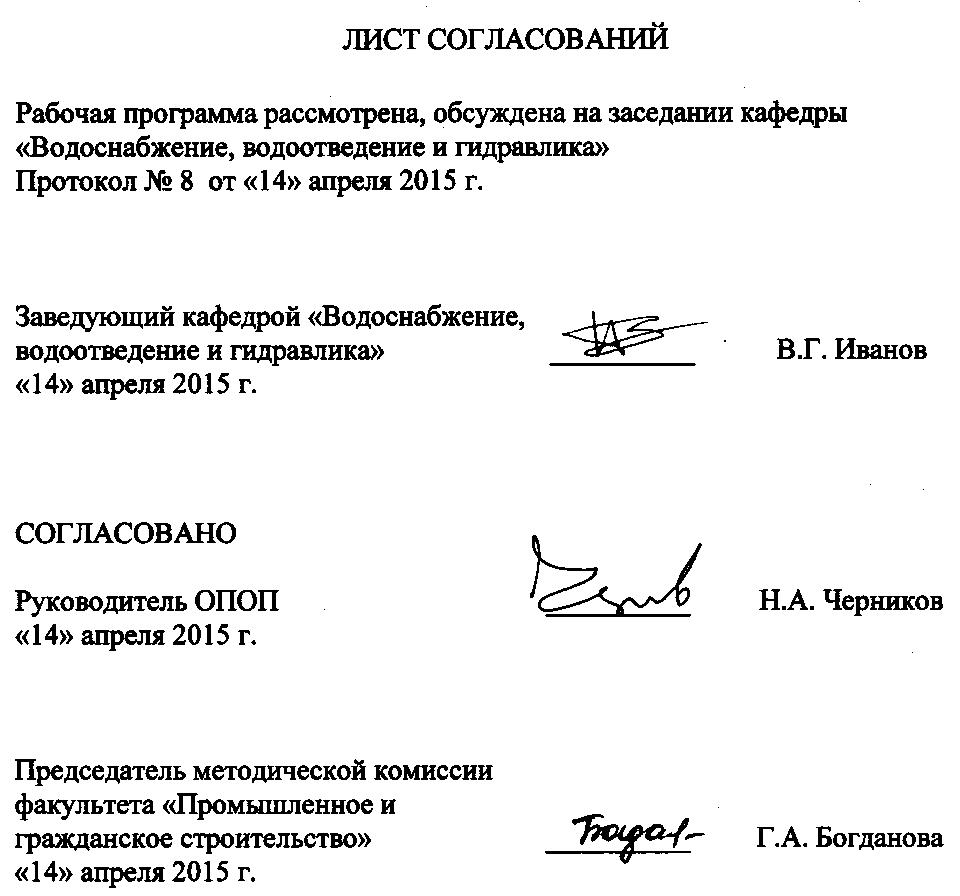 ЛИСТ СОГЛАСОВАНИЙ
Рабочая программа рассмотрена, обсуждена на заседании кафедры
«Водоснабжение, водоотведение и гидравлика»
Протокол № 8 от «14» апреля 2015 г.
Заведующий кафедрой «Водоснабжение,
водоотведение и гидравлика» В.Г. Иванов
«14» апреля 2015 г.
СОГЛАСОВАНО
Руководитель ОПОП Н.А. Черников
«14» апреля 2015 г.
Председатель методической комиссии
факультета «Промышленное и
гражданское строительство» Г.А. Богданова
«14» апреля 2015 г.